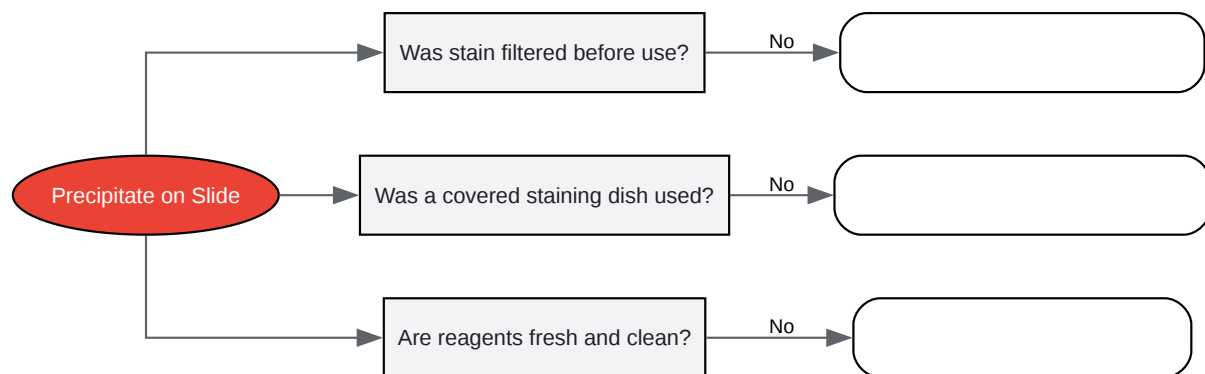 Was stain filtered before use?
No
Precipitate on Slide
Was a covered staining dish used?
No
Are reagents fresh and clean?
No